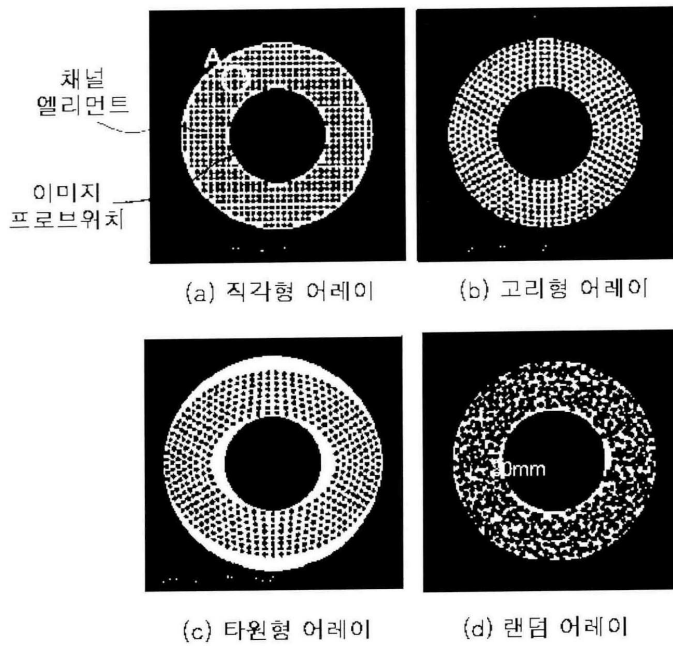 A
채널
엘리먼트
이미지
프로브위치
(a) 직각형 어레이
(b) 고리형 어레이
30mm
(c) 타원형 어레이
(d) 랜덤 어레이